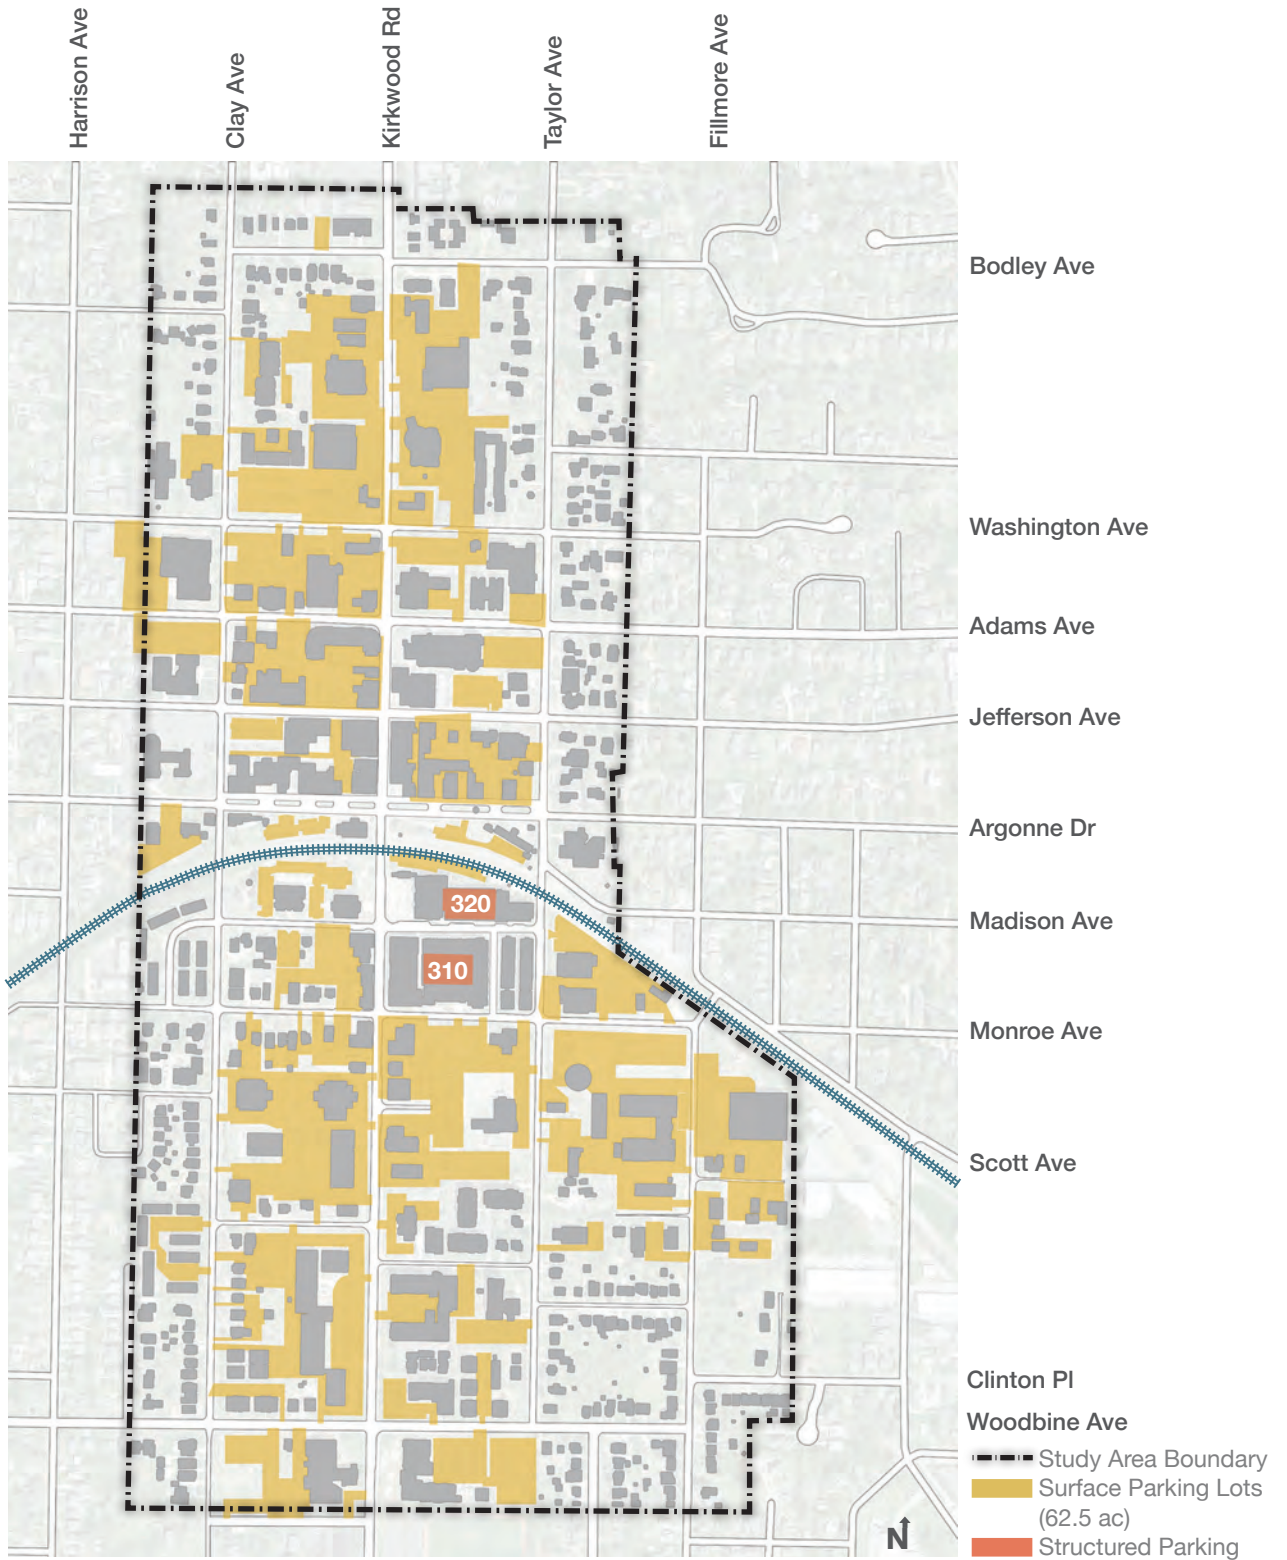 Harrison Ave
Clay Ave
Kirkwood Rd
Taylor Ave
Fillmore Ave
Bodley Ave
Washington Ave
Adams Ave
Jefferson Ave
Argonne Dr
320
Madison Ave
310
Monroe Ave
Scott Ave
Clinton Pl
Woodbine Ave
Study Area Boundary
Surface Parking Lots
(62.5 ac)
N
Structured Parking